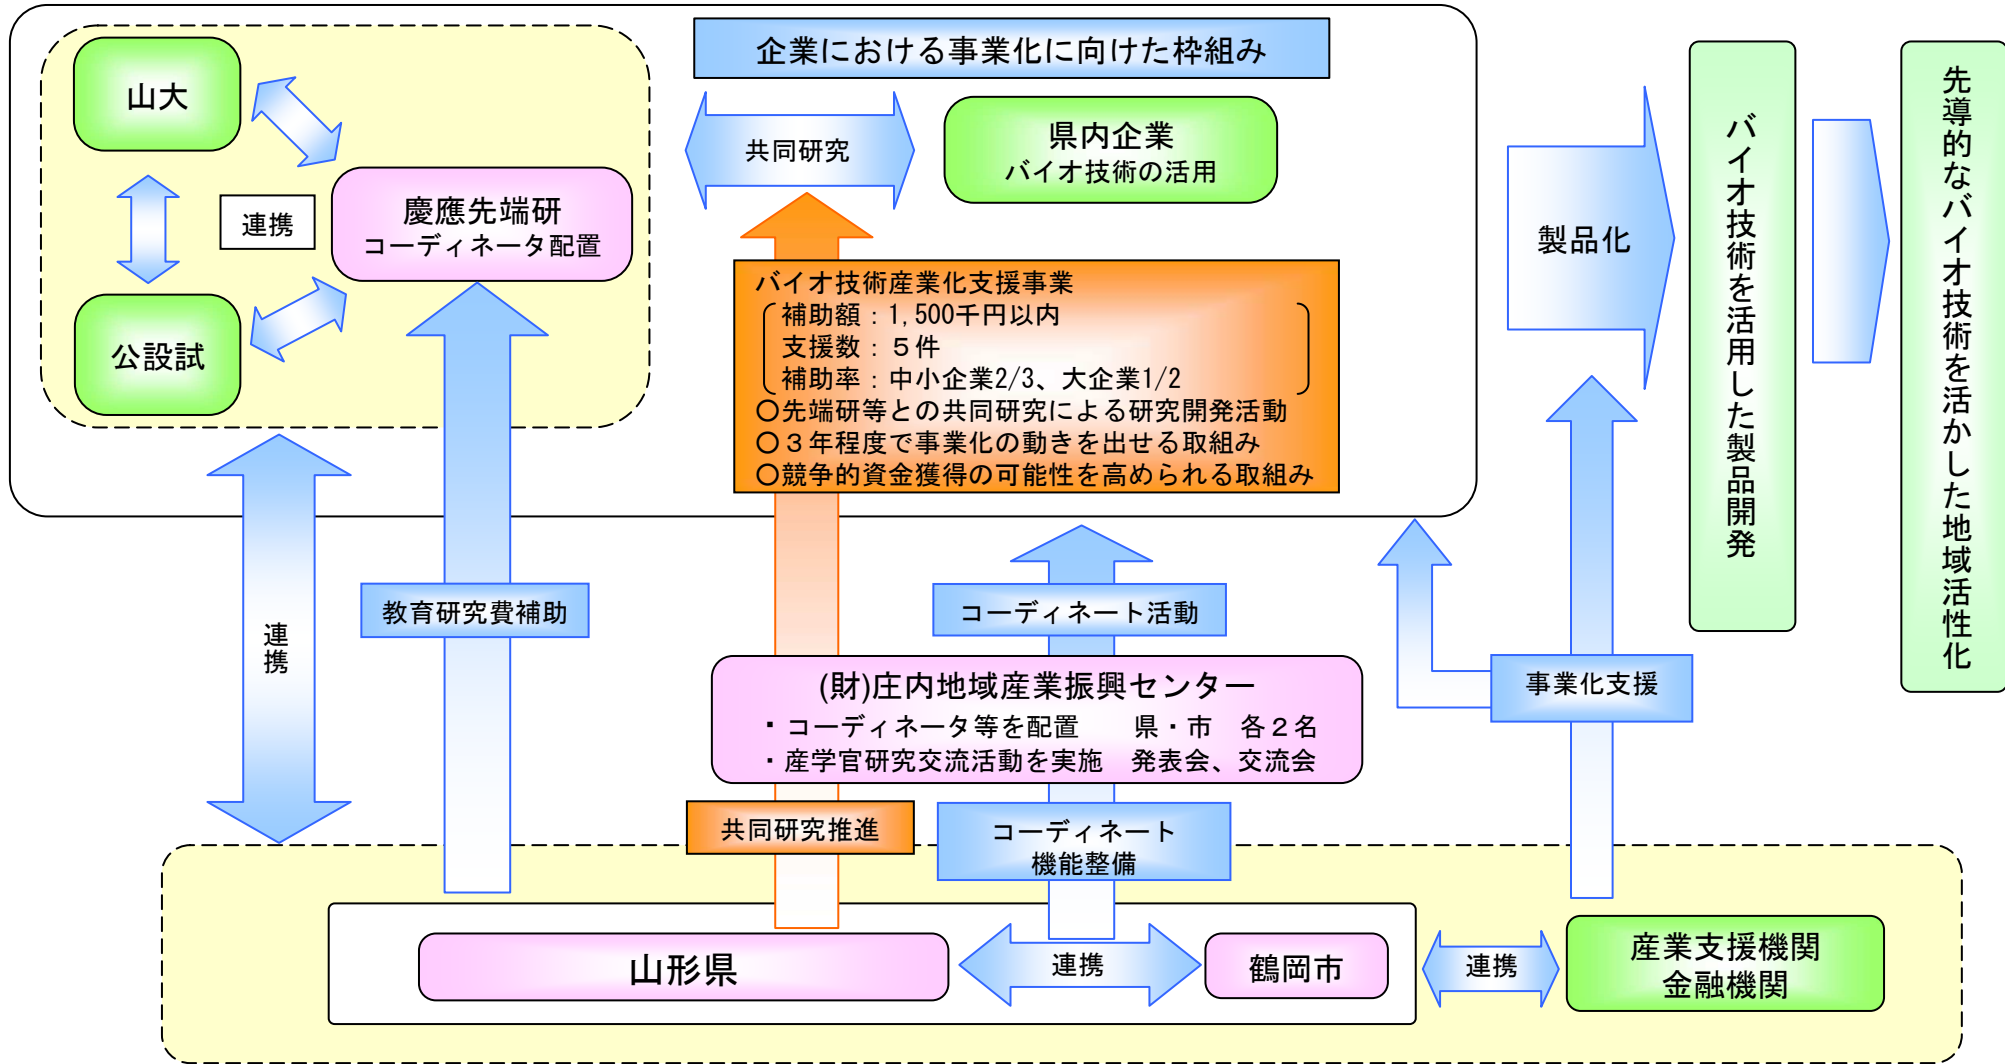 企業における事業化に向けた枠組み
山大
連携
慶應先端研
コーディネータ配置
公設試
共同研究
県内企業
バイオ技術の活用
バイオ技術産業化支援事業
補助額：1,500千円以内
支援数：５件
補助率：中小企業2/3、大企業1/2
○先端研等との共同研究による研究開発活動
○３年程度で事業化の動きを出せる取組み
○競争的資金獲得の可能性を高められる取組み
製品化
バイオ技術を活用した製品開発
先導的なバイオ技術を活かした地域活性化
連携
教育研究費補助
コーディネート活動
事業化支援
(財)庄内地域産業振興センター
・コーディネータ等を配置　県・市　各２名
・産学官研究交流活動を実施　発表会、交流会
共同研究推進
コーディネート
機能整備
山形県
連携
鶴岡市
連携
産業支援機関
金融機関